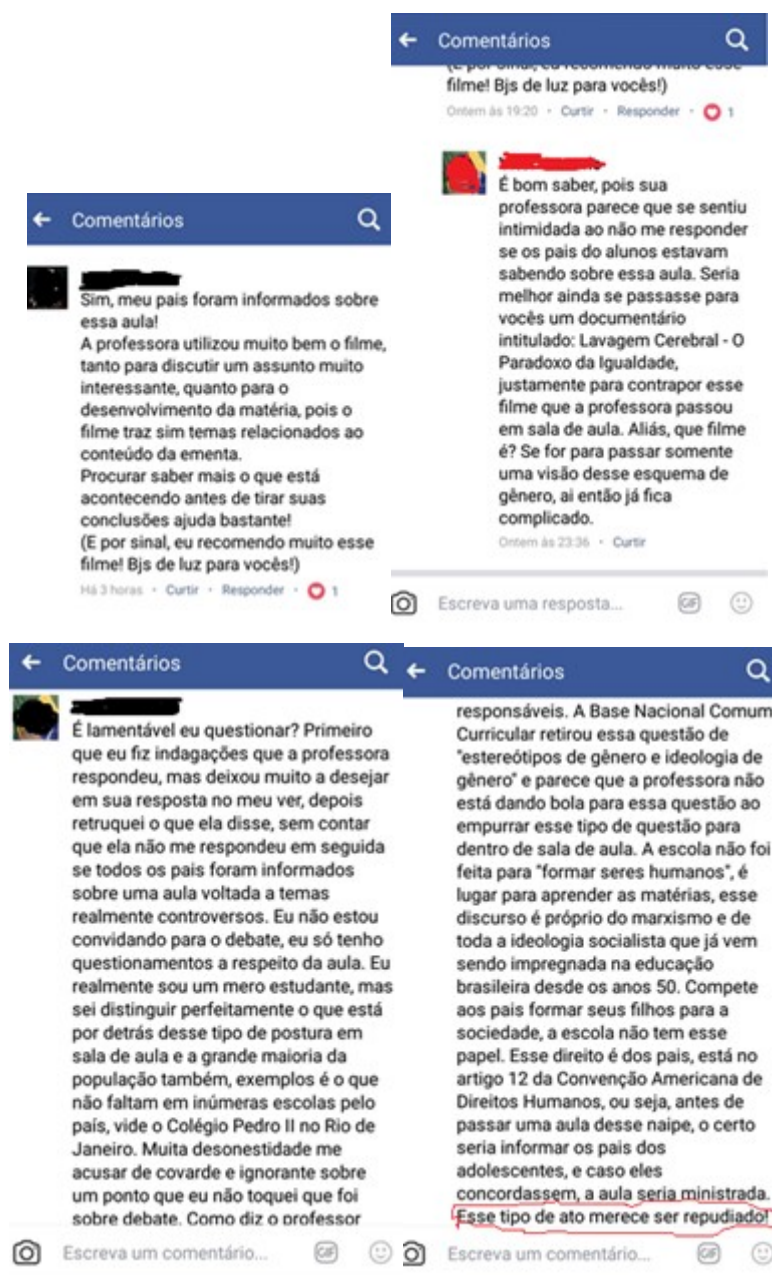 Comentários
Sim, meu pais foram informados sobre
essa aula!
A professora utilizou muito bem o filme,
tanto para discutir um assunto muito
interessante, quanto para o
desenvolvimento da matéria, pois o
filme traz sim temas relacionados ao
conteúdo da ementa.
Procurar saber mais o que está
acontecendo antes de tirar suas
conclusões ajuda bastante!
(E por sinal, eu recomendo muito esse
filme! Bjs de luz para vocês!)
Há 3 horas • Curtir • Responder • 1
Comentários
(E por sinal, eu recomendo muito esse
filme! Bjs de luz para vocês!)
Ontem às 19:20 • Curtir • Responder • 1
É bom saber, pois sua
professora parece que se sentiu
intimidada ao não me responder
se os pais do alunos estavam
sabendo sobre essa aula. Seria
melhor ainda se passasse para
vocês um documentário
intitulado: Lavagem Cerebral - O
Paradoxo da Igualdade,
justamente para contrapor esse
filme que a professora passou
em sala de aula. Aliás, que filme
é? Se for para passar somente
uma visão desse esquema de
gênero, ai então já fica
complicado.
Ontem às 23:36 • Curtir
Escreva uma resposta...
GIF
Comentários
É lamentável eu questionar? Primeiro
que eu fiz indagações que a professora
respondeu, mas deixou muito a desejar
em sua resposta no meu ver, depois
retruquei o que ela disse, sem contar
que ela não me respondeu em seguida
se todos os pais foram informados
sobre uma aula voltada a temas
realmente controversos. Eu não estou
convidando para o debate, eu só tenho
questionamentos a respeito da aula. Eu
realmente sou um mero estudante, mas
sei distinguir perfeitamente o que está
por detrás desse tipo de postura em
sala de aula e a grande maioria da
população também, exemplos é o que
não faltam em inúmeras escolas pelo
país, vide o Colégio Pedro II no Rio de
Janeiro. Muita desonestidade me
acusar de covarde e ignorante sobre
um ponto que eu não toquei que foi
sobre debate. Como diz o professor
Escreva um comentário...
GIF
Comentários
responsáveis. A Base Nacional Comum
Curricular retirou essa questão de
"estereótipos de gênero e ideologia de
gênero" e parece que a professora não
está dando bola para essa questão ao
empurrar esse tipo de questão para
dentro de sala de aula. A escola não foi
feita para "formar seres humanos", é
lugar para aprender as matérias, esse
discurso é próprio do marxismo e de
toda a ideologia socialista que já vem
sendo impregnada na educação
brasileira desde os anos 50. Compete
aos pais formar seus filhos para a
sociedade, a escola não tem esse
papel. Esse direito é dos pais, está no
artigo 12 da Convenção Americana de
Direitos Humanos, ou seja, antes de
passar uma aula desse naipe, o certo
seria informar os pais dos
adolescentes, e caso eles
concordassem, a aula seria ministrada.
Esse tipo de ato merece ser repudiado!
Escreva um comentário...
GIF